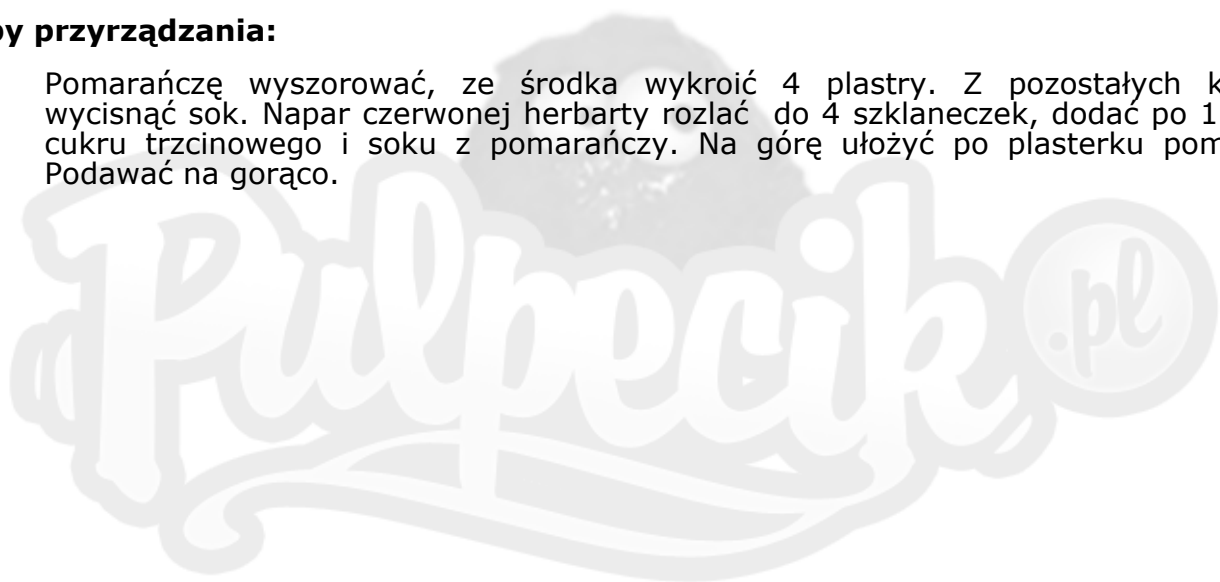 by przyrządzania:
Pomarańczę wyszorować, ze środka wykroić 4 plastry. Z pozostałych k
wycisnąć sok. Napar czerwonej herbarty rozlać do 4 szklaneczek, dodać po 1
cukru trzcinowego i soku z pomarańczy. Na górę ułożyć po plasterku pom
Podawać na gorąco.
Pulpecik.pl